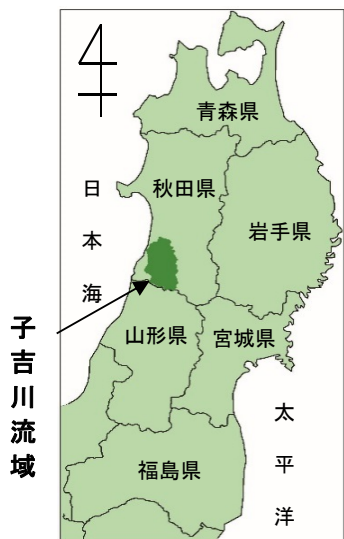 青森県
秋田県
岩手県
日本海
山形県
宮城県
子吉川流域
太平洋
福島県